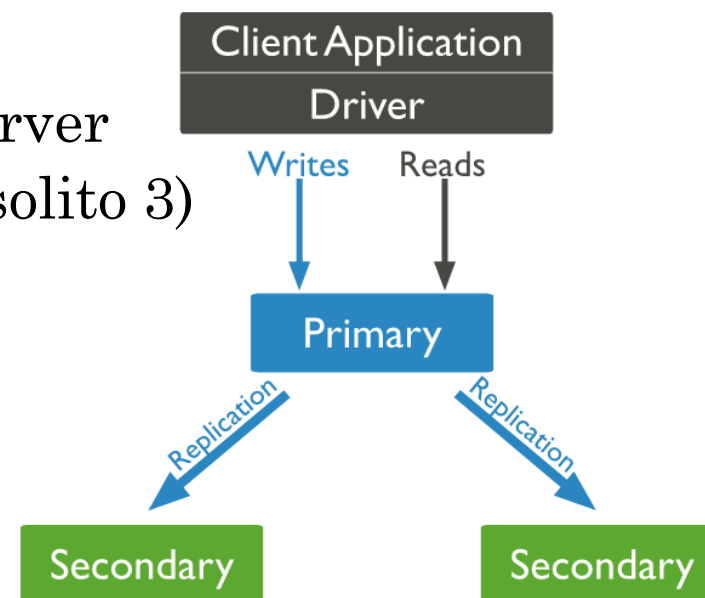 Client Application
Driver
rver
solito 3)
Writes Reads
Primary
Replication Replication
Secondary Secondary